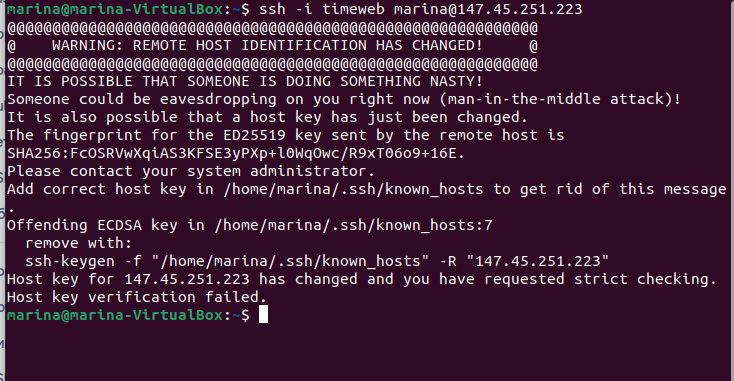 marina@marina-VirtualBox:~$ ssh -i timeweb marina@147.45.251.223
@@@@@@@@@@@@@@@@@@@@@@@@@@@@@@@@@@@@@@@@@@@@@@@@@@@@@@@@@@@
@    WARNING: REMOTE HOST IDENTIFICATION HAS CHANGED!     @
@@@@@@@@@@@@@@@@@@@@@@@@@@@@@@@@@@@@@@@@@@@@@@@@@@@@@@@@@@@
IT IS POSSIBLE THAT SOMEONE IS DOING SOMETHING NASTY!
Someone could be eavesdropping on you right now (man-in-the-middle attack)!
It is also possible that a host key has just been changed.
The fingerprint for the ED25519 key sent by the remote host is
SHA256:FcOSRVwXqiAS3KFSE3yPXp+l0WqOwc/R9xT06o9+16E.
Please contact your system administrator.
Add correct host key in /home/marina/.ssh/known_hosts to get rid of this message
.
Offending ECDSA key in /home/marina/.ssh/known_hosts:7
  remove with:
  ssh-keygen -f "/home/marina/.ssh/known_hosts" -R "147.45.251.223"
Host key for 147.45.251.223 has changed and you have requested strict checking.
Host key verification failed.
marina@marina-VirtualBox:~$